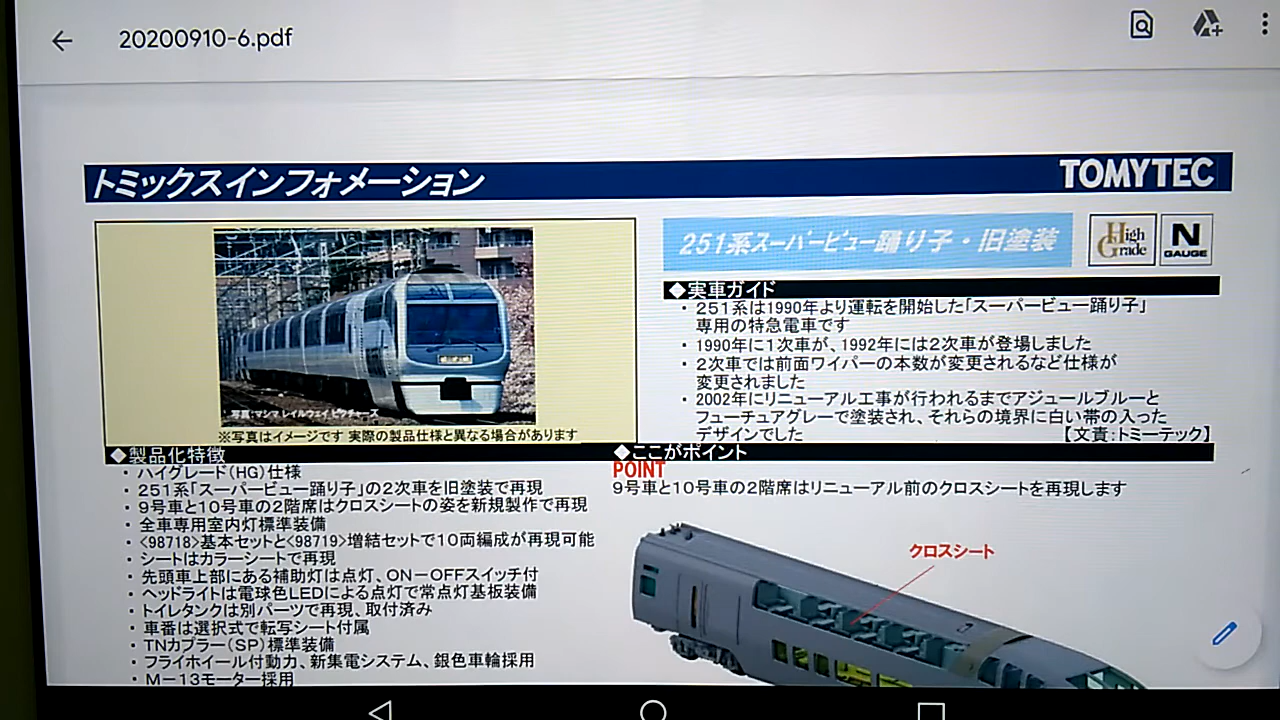 20200910-6.pdf
トミックスインフォメーション
TOMYTEC
251系スーパービュー踊り子・旧塗装
High Grade
N GAUGE
◆実車ガイド
・251系は1990年より運転を開始した「スーパービュー踊り子」
専用の特急電車です
・1990年に1次車が、1992年には2次車が登場しました
・2次車では前面ワイパーの本数が変更されるなど仕様が
変更されました
・2002年にリニューアル工事が行われるまでアジュールブルーと
フューチュアグレーで塗装され、それらの境界に白い帯の入った
デザインでした
【文責:トミーテック】
写真:マシマ レイルウェイ ピクチャーズ
※写真はイメージです 実際の製品仕様と異なる場合があります
◆製品化特徴
・ハイグレード(HG)仕様
・251系「スーパービュー踊り子」の2次車を旧塗装で再現
・9号車と10号車の2階席はクロスシートの姿を新規製作で再現
・全車専用室内灯標準装備
・<98718>基本セットと<98719>増結セットで10両編成が再現可能
・シートはカラーシートで再現
・先頭車上部にある補助灯は点灯、ON-OFFスイッチ付
・ヘッドライトは電球色LEDによる点灯で常点灯基板装備
・トイレタンクは別パーツで再現、取付済み
・車番は選択式で転写シート付属
・TNカプラー(SP)標準装備
・フライホイール付動力、新集電システム、銀色車輪採用
・M-13モーター採用
◆ここがポイント
POINT
9号車と10号車の2階席はリニューアル前のクロスシートを再現します
クロスシート